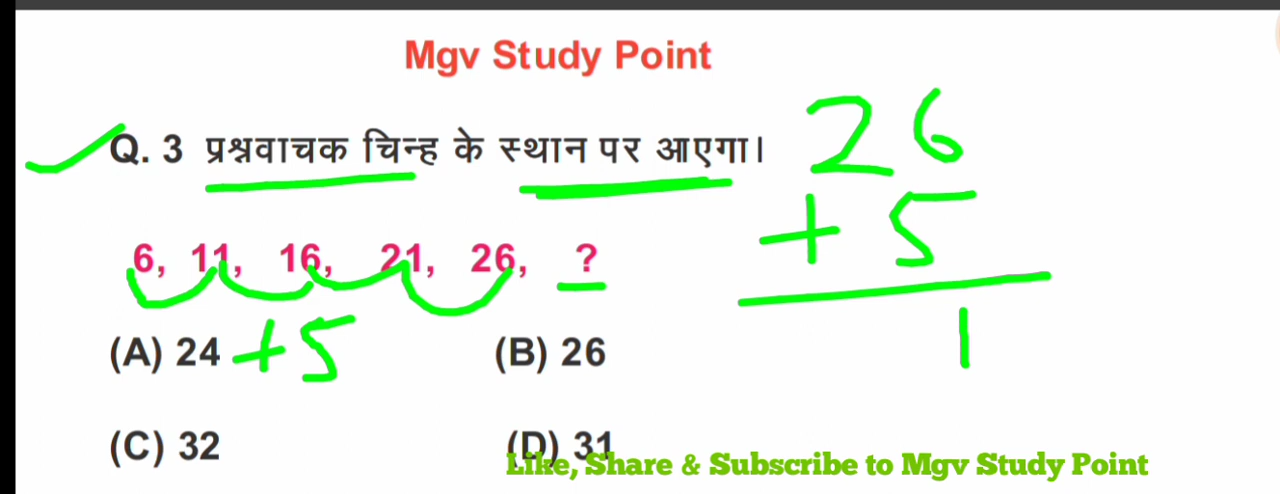 Mgv Study Point
Q. 3 प्रश्नवाचक चिन्ह के स्थान पर आएगा।
26
+ 5
1
6, 11, 16, 21, 26, ?
+5
(A) 24
(B) 26
(C) 32
(D) 31
Like, Share & Subscribe to Mgv Study Point